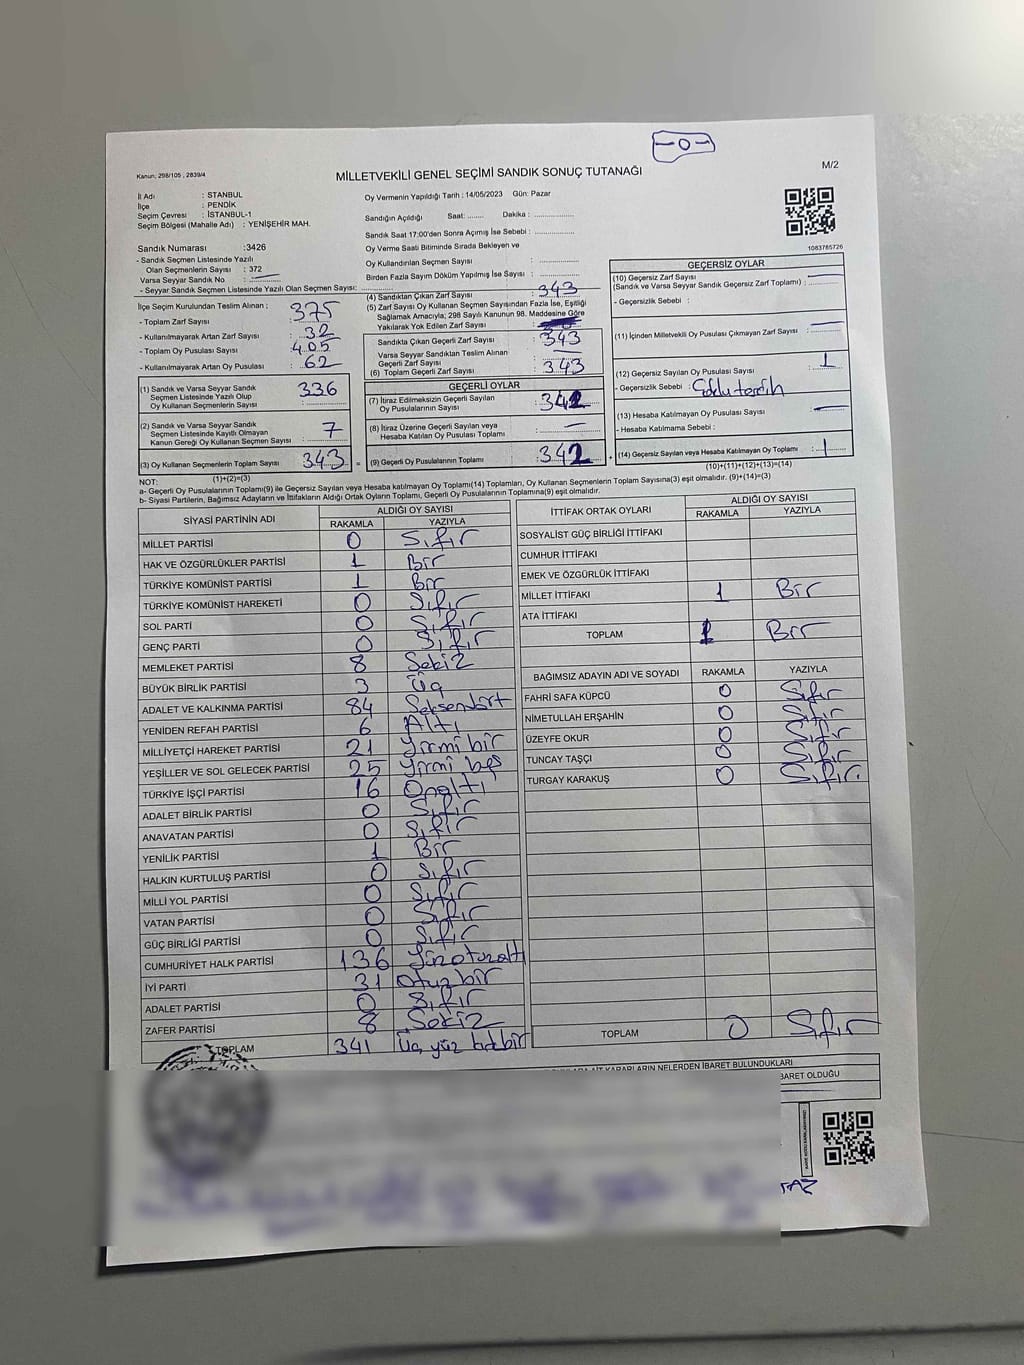 -0-
Kanun: 298/105 , 2839/4
MİLLETVEKİLİ GENEL SEÇİMİ SANDIK SONUÇ TUTANAĞI
M/2
İl Adı : STANBUL
İlçe : PENDİK
Seçim Çevresi : İSTANBUL-1
Seçim Bölgesi (Mahalle Adı) : YENİŞEHİR MAH.
Oy Vermenin Yapıldığı Tarih : 14/05/2023 Gün: Pazar
Sandığın Açıldığı Saat: ....... Dakika : ................
Sandık Saat 17:00'den Sonra Açımış İse Sebebi : ................
Oy Verme Saati Bitiminde Sırada Bekleyen ve
Oy Kullandırılan Seçmen Sayısı : ................
Birden Fazla Sayım Döküm Yapılmış İse Sayısı : ................
1083785726
Sandık Numarası :3426
- Sandık Seçmen Listesinde Yazılı
Olan Seçmenlerin Sayısı : 372
Varsa Seyyar Sandık No : —
- Seyyar Sandık Seçmen Listesinde Yazılı Olan Seçmen Sayısı:
İlçe Seçim Kurulundan Teslim Alınan :
- Toplam Zarf Sayısı : 375
- Kullanılmayarak Artan Zarf Sayısı : 32
- Toplam Oy Pusulası Sayısı : 405
- Kullanılmayarak Artan Oy Pusulası : 62
(1) Sandık ve Varsa Seyyar Sandık
Seçmen Listesinde Yazılı Olup
Oy Kullanan Seçmenlerin Sayısı : 336
(2) Sandık ve Varsa Seyyar Sandık
Seçmen Listesinde Kayıtlı Olmayan
Kanun Gereği Oy Kullanan Seçmen Sayısı : 7
(3) Oy Kullanan Seçmenlerin Toplam Sayısı 343 =
(1)+(2)=(3)
(4) Sandıktan Çıkan Zarf Sayısı : 343
(5) Zarf Sayısı Oy Kullanan Seçmen Sayısından Fazla İse, Eşitliği
Sağlamak Amacıyla; 298 Sayılı Kanunun 98. Maddesine Göre
Yakılarak Yok Edilen Zarf Sayısı :
Sandıkta Çıkan Geçerli Zarf Sayısı : 343
Varsa Seyyar Sandıktan Teslim Alınan
Geçerli Zarf Sayısı : —
(6) Toplam Geçerli Zarf Sayısı : 343
GEÇERLİ OYLAR
(7) İtiraz Edilmeksizin Geçerli Sayılan
Oy Pusulalarının Sayısı : 342
(8) İtiraz Üzerine Geçerli Sayılan veya
Hesaba Katılan Oy Pusulası Toplamı : —
(9) Geçerli Oy Pusulalarının Toplamı : 342 +
GEÇERSİZ OYLAR
(10) Geçersiz Zarf Sayısı —
(Sandık ve Varsa Seyyar Sandık Geçersiz Zarf Toplamı) :
- Geçersizlik Sebebi :
(11) İçinden Milletvekili Oy Pusulası Çıkmayan Zarf Sayısı : —
(12) Geçersiz Sayılan Oy Pusulası Sayısı : 1
- Geçersizlik Sebebi :
(13) Hesaba Katılmayan Oy Pusulası Sayısı : —
- Hesaba Katılmama Sebebi :
(14) Geçersiz Sayılan veya Hesaba Katılmayan Oy Toplamı : 1
(10)+(11)+(12)+(13)=(14)
NOT:
a- Geçerli Oy Pusulalarının Toplamı(9) ile Geçersiz Sayılan veya Hesaba Katılmayan Oy Toplamı(14) Toplamları, Oy Kullanan Seçmenlerin Toplam Sayısına(3) eşit olmalıdır. (9)+(14)=(3)
b- Siyasi Partilerin, Bağımsız Adayların ve İttifakların Aldığı Ortak Oyların Toplamı, Geçerli Oy Pusulalarının Toplamına(9) eşit olmalıdır.
SİYASİ PARTİNİN ADI ALDIĞI OY SAYISI
RAKAMLA YAZIYLA
MİLLET PARTİSİ 0 Sıfır
HAK VE ÖZGÜRLÜKLER PARTİSİ 1 Bir
TÜRKİYE KOMÜNİST PARTİSİ 1 Bir
TÜRKİYE KOMÜNİST HAREKETİ 0 Sıfır
SOL PARTİ 0 Sıfır
GENÇ PARTİ 0 Sıfır
MEMLEKET PARTİSİ 8 Sekiz
BÜYÜK BİRLİK PARTİSİ 3 Üç
ADALET VE KALKINMA PARTİSİ 84 Seksendört
YENİDEN REFAH PARTİSİ 6 Altı
MİLLİYETÇİ HAREKET PARTİSİ 21 Yirmi bir
YEŞİLLER VE SOL GELECEK PARTİSİ 25 Yirmi beş
TÜRKİYE İŞÇİ PARTİSİ 16 Onaltı
ADALET BİRLİK PARTİSİ 0 Sıfır
ANAVATAN PARTİSİ 0 Sıfır
YENİLİK PARTİSİ 1 Bir
HALKIN KURTULUŞ PARTİSİ 0 Sıfır
MİLLİ YOL PARTİSİ 0 Sıfır
VATAN PARTİSİ 0 Sıfır
GÜÇ BİRLİĞİ PARTİSİ 0 Sıfır
CUMHURİYET HALK PARTİSİ 136 Yüzotuzaltı
İYİ PARTİ 31 Otuzbir
ADALET PARTİSİ 0 Sıfır
ZAFER PARTİSİ 8 Sekiz
TOPLAM 341 Üç yüz kırkbir
İTTİFAK ORTAK OYLARI ALDIĞI OY SAYISI
RAKAMLA YAZIYLA
SOSYALİST GÜÇ BİRLİĞİ İTTİFAKI
CUMHUR İTTİFAKI
EMEK VE ÖZGÜRLÜK İTTİFAKI
MİLLET İTTİFAKI 1 Bir
ATA İTTİFAKI
TOPLAM 1 Bir
BAĞIMSIZ ADAYIN ADI VE SOYADI RAKAMLA YAZIYLA
FAHRİ SAFA KÜPCÜ 0 Sıfır
NİMETULLAH ERŞAHİN 0 Sıfır
ÜZEYFE OKUR 0 Sıfır
TUNCAY TAŞÇI 0 Sıfır
TURGAY KARAKUŞ 0 Sıfır.
TOPLAM 0 Sıfır
KARARLARIN NELERDEN İBARET BULUNDUKLARI
BARET OLDUĞU